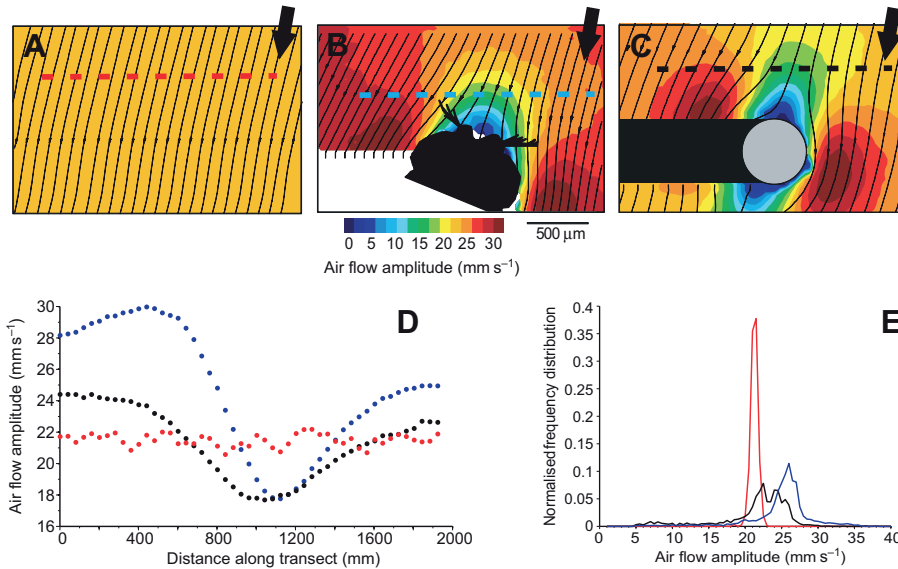 A
B
C
0 5 10 15 20 25 30
500 µm
Air flow amplitude (mm s–1)
D
30
28
26
24
22
20
18
16
Air flow amplitude (mm s–1)
0 400 800 1200 1600 2000
Distance along transect (mm)
E
0.4
0.35
0.3
0.25
0.2
0.15
0.1
0.05
0
Normalised frequency distribution
0 5 10 15 20 25 30 35 40
Air flow amplitude (mm s–1)